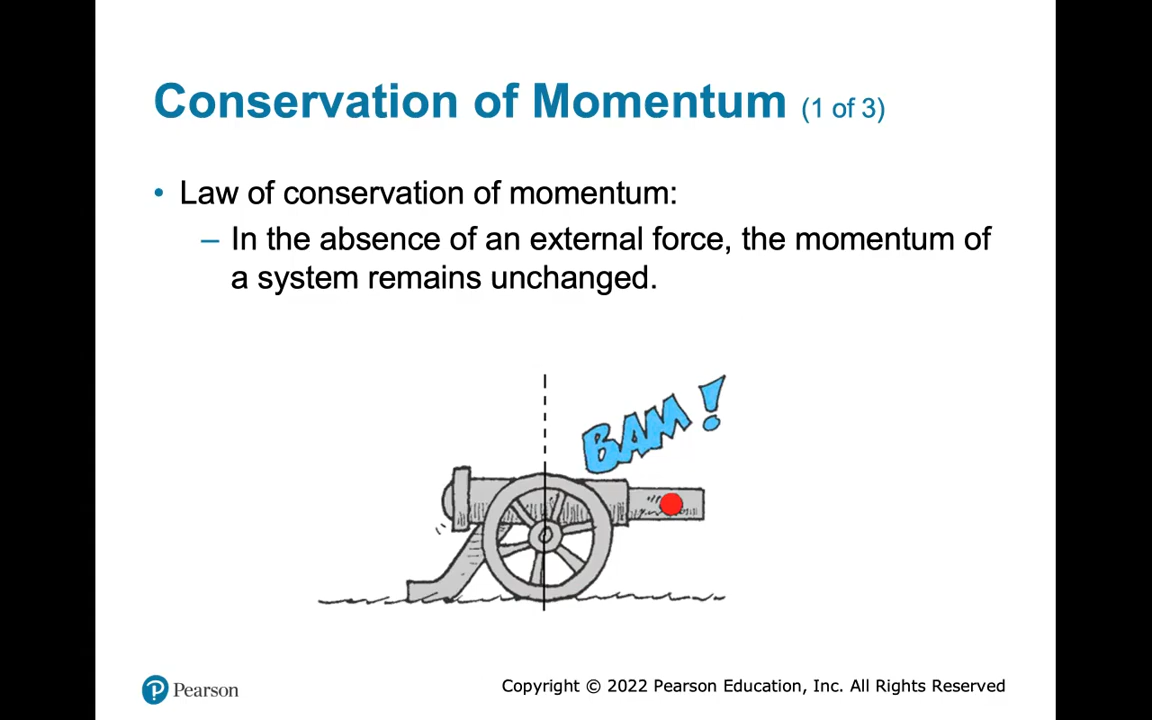 Conservation of Momentum (1 of 3)
• Law of conservation of momentum:
– In the absence of an external force, the momentum of
a system remains unchanged.
BAM!
Pearson
Copyright © 2022 Pearson Education, Inc. All Rights Reserved